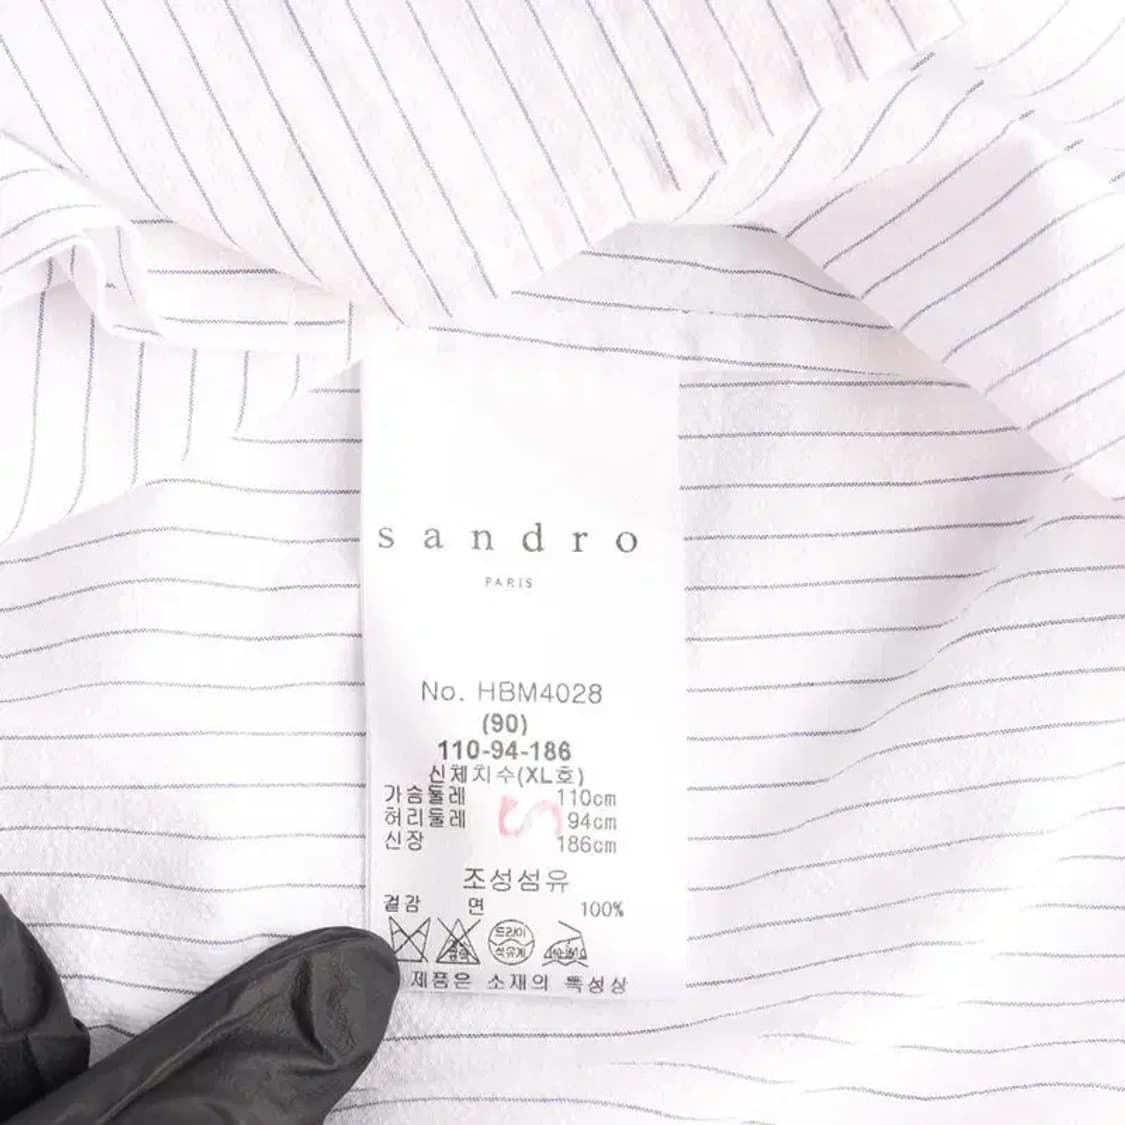 sandro
PARIS
No. HBM4028
(90)
110-94-186
신체치수(XL호)
가슴둘레 110cm
허리둘레 94cm
신장 186cm
조성섬유
겉감 면 100%
드라이
석유계
제품은 소재의 특성상